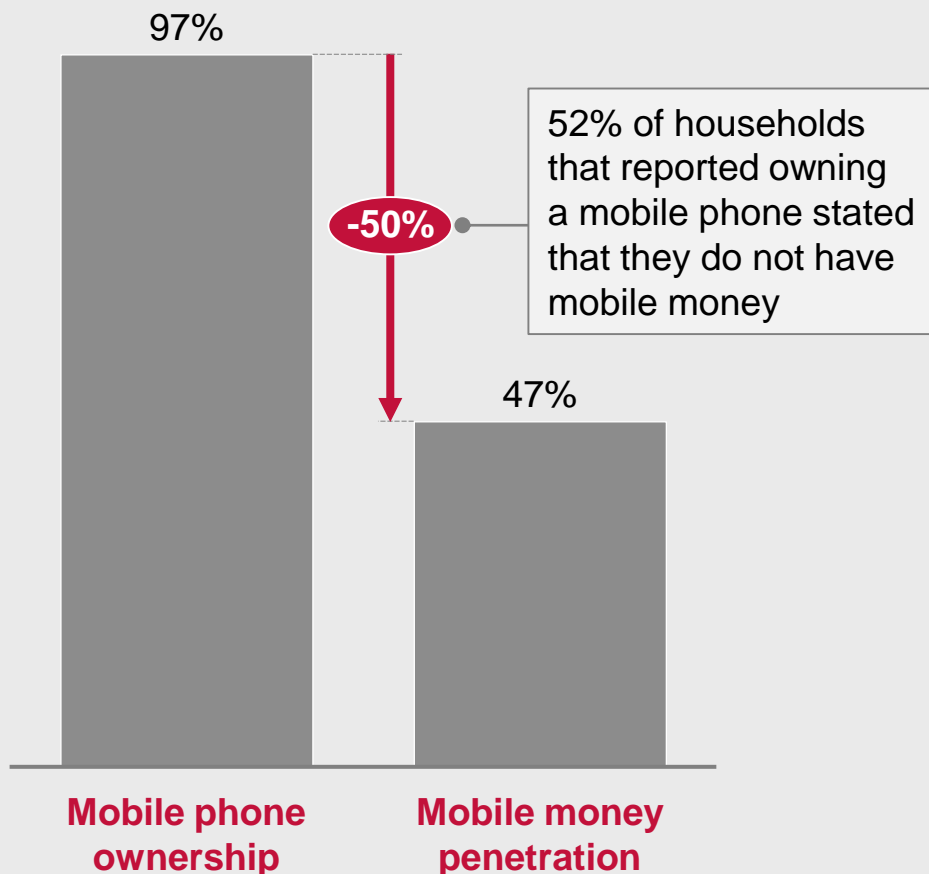 97%
52% of households
that reported owning
a mobile phone stated
that they do not have
mobile money
-50%
47%
Mobile phone
ownership
Mobile money
penetration